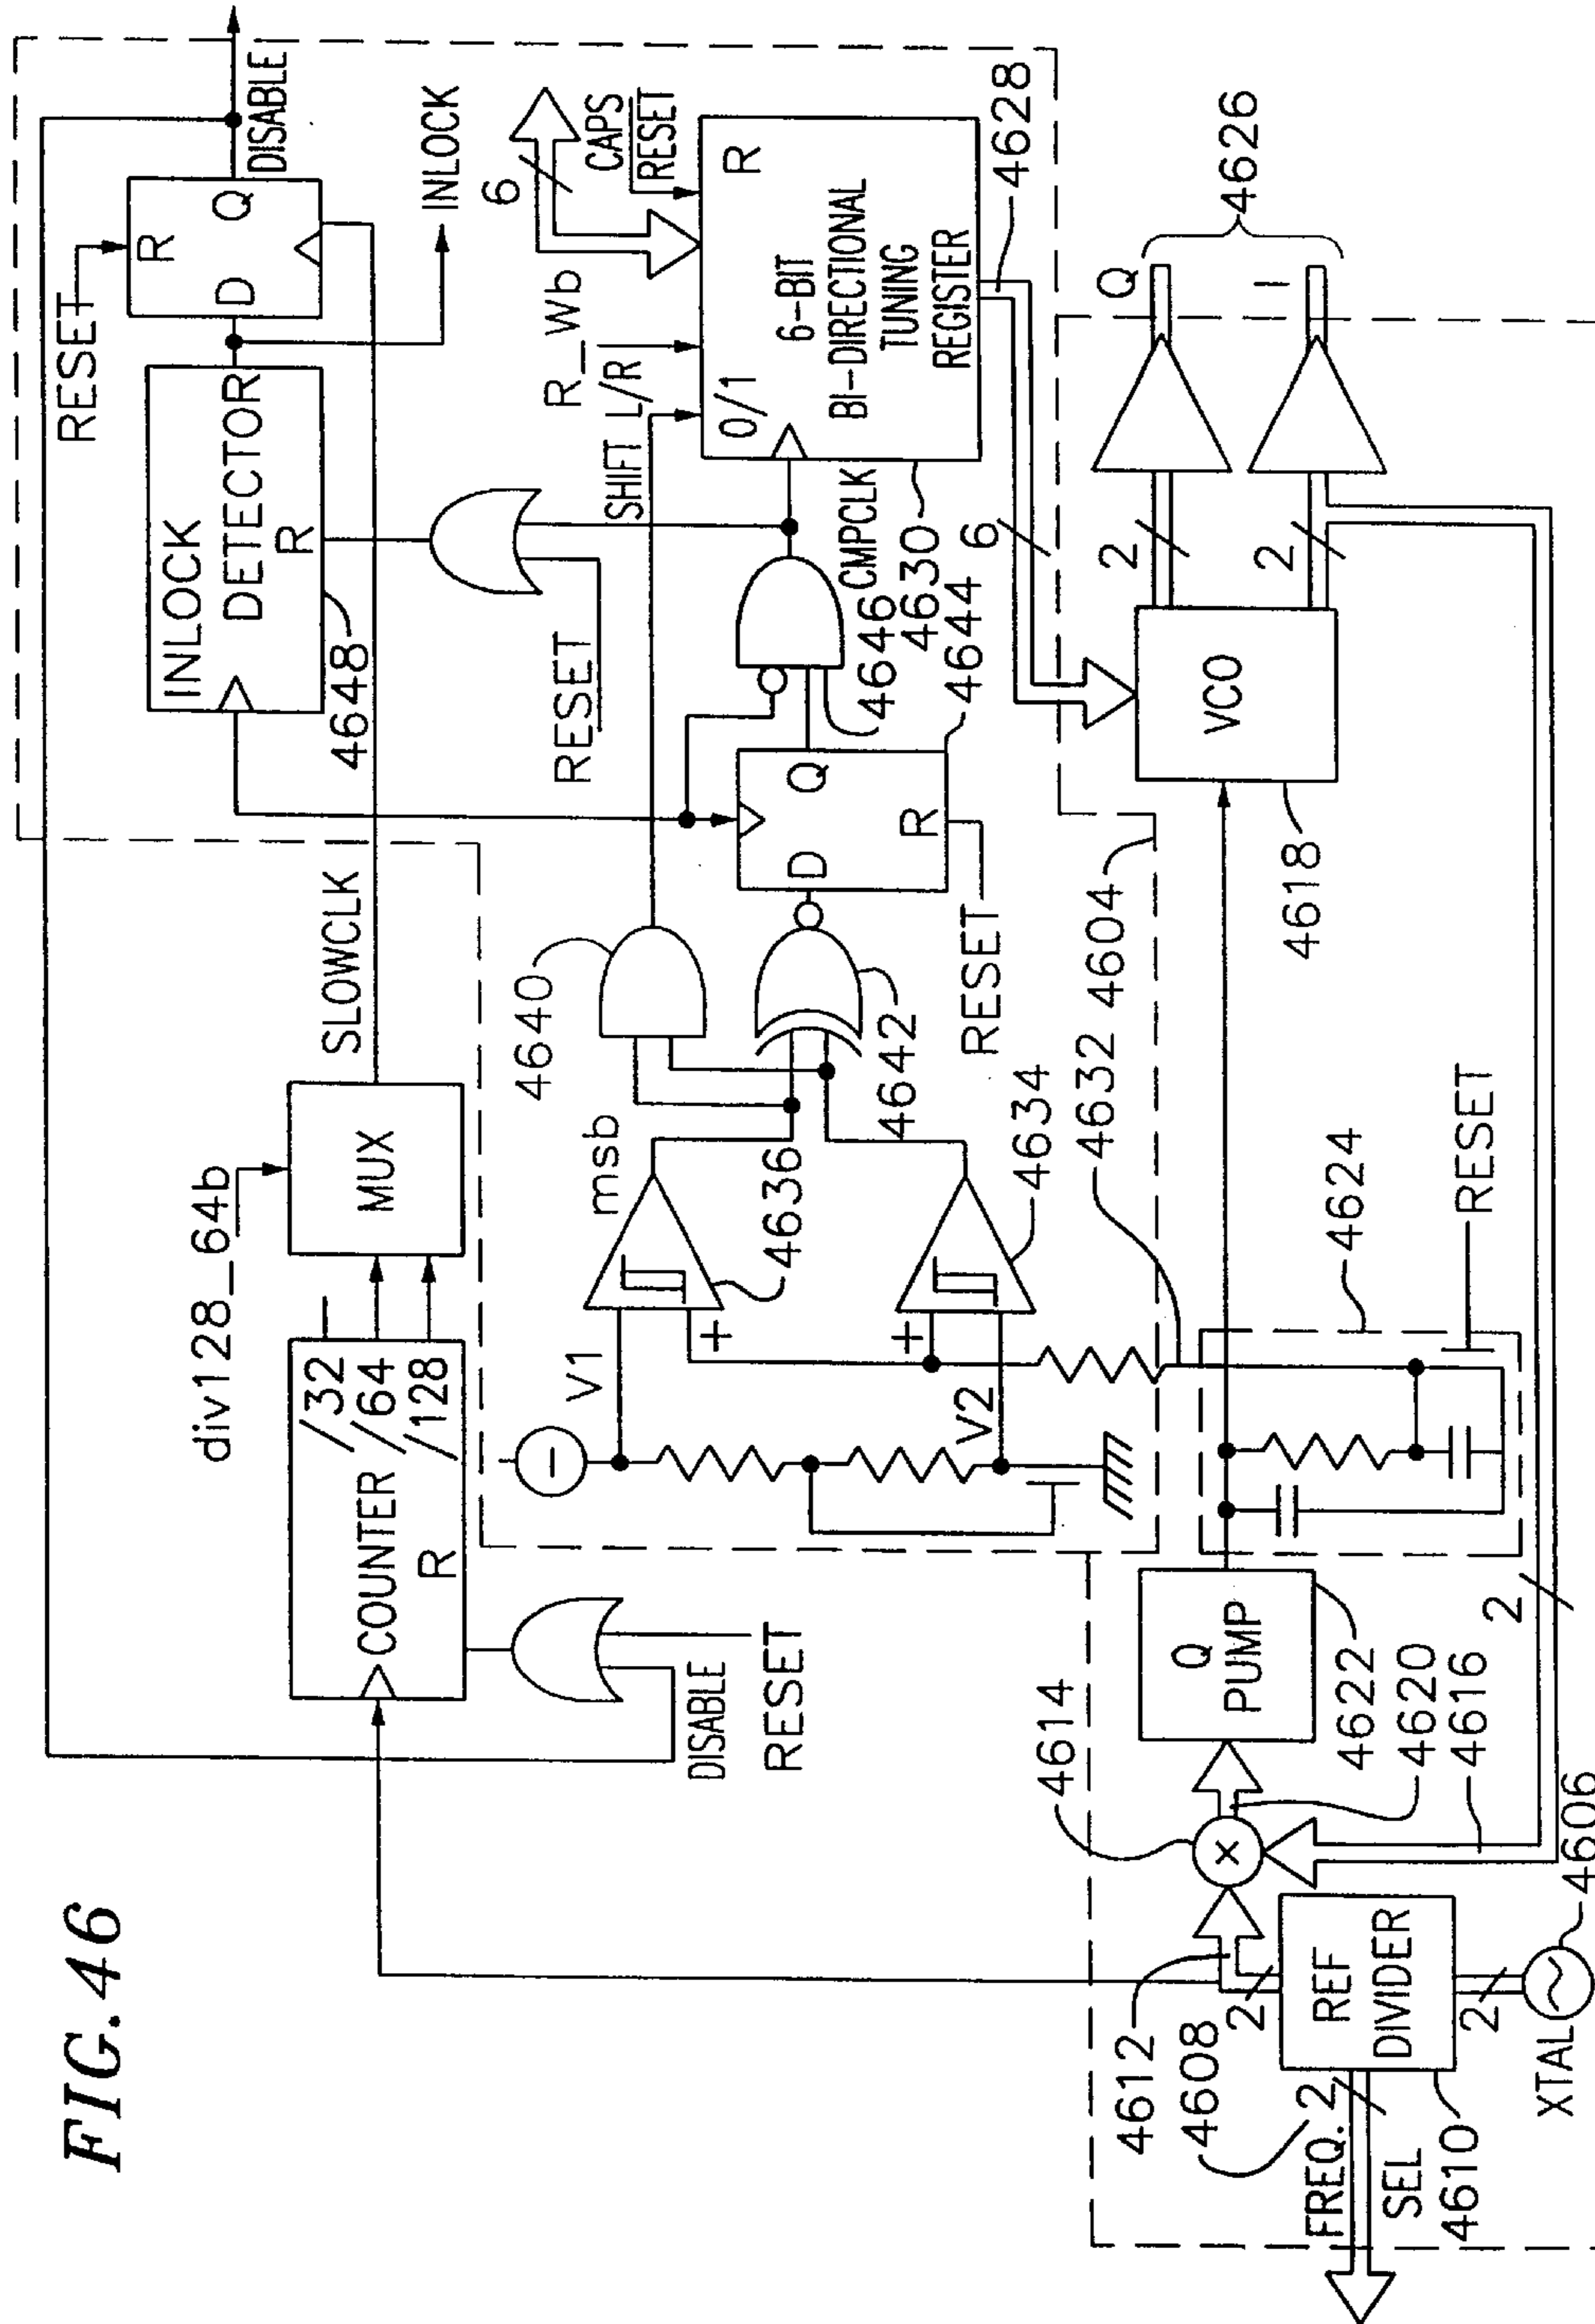 FIG. 46
div128_64b
COUNTER
/32
/64
/128
R
MUX
SLOWCLK
DISABLE
RESET
INLOCK
DETECTOR
R
4648
RESET
R
D
Q
DISABLE
INLOCK
RESET
V1
V2
+
+
msb
4636
4634
4640
4642
D
Q
R
RESET
4644
4646
CMPCLK
SHIFT L/R
R_Wb
6
CAPS
RESET
0/1
R
6-BIT
BI-DIRECTIONAL
TUNING
REGISTER
4630
4628
6
4632
4604
FREQ.
SEL
2
4608
4610
REF
DIVIDER
2
2
XTAL
4606
4612
4614
×
4616
4620
Q
PUMP
4622
2
4624
RESET
VCO
4618
2
2
Q
I
4626